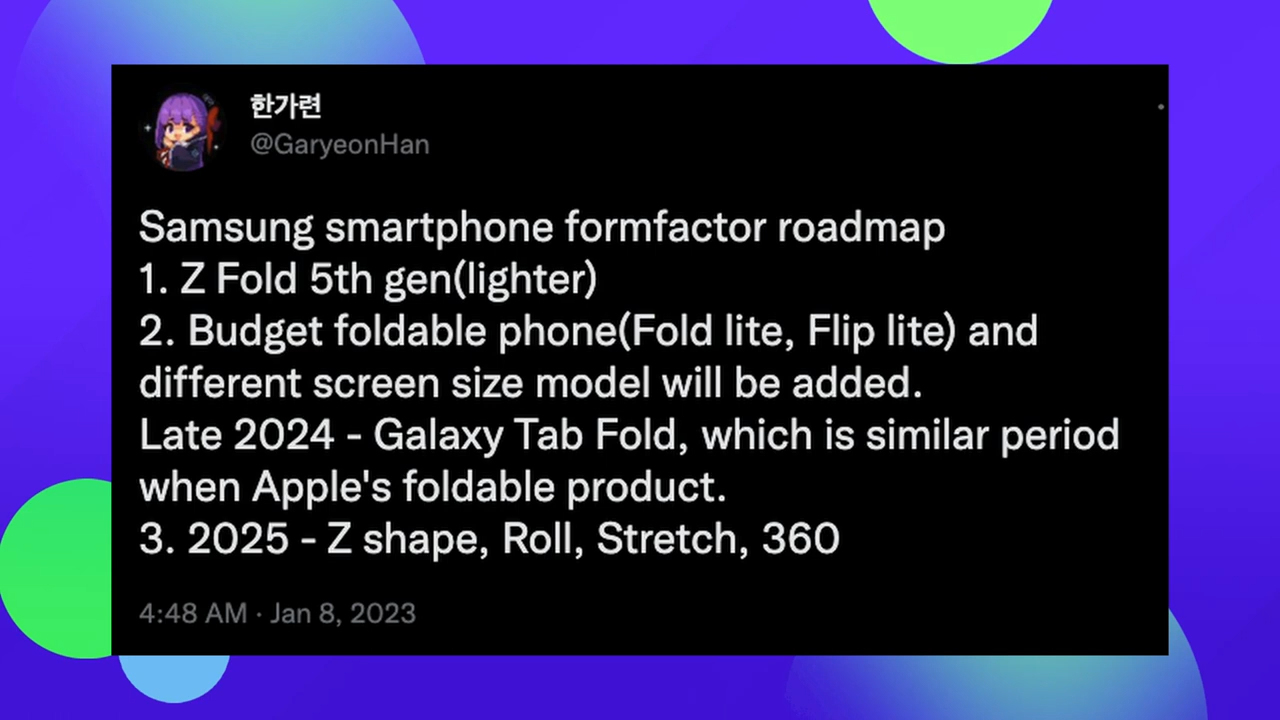 한가련
@GaryeonHan
Samsung smartphone formfactor roadmap
1. Z Fold 5th gen(lighter)
2. Budget foldable phone(Fold lite, Flip lite) and
different screen size model will be added.
Late 2024 - Galaxy Tab Fold, which is similar period
when Apple's foldable product.
3. 2025 - Z shape, Roll, Stretch, 360
4:48 AM · Jan 8, 2023